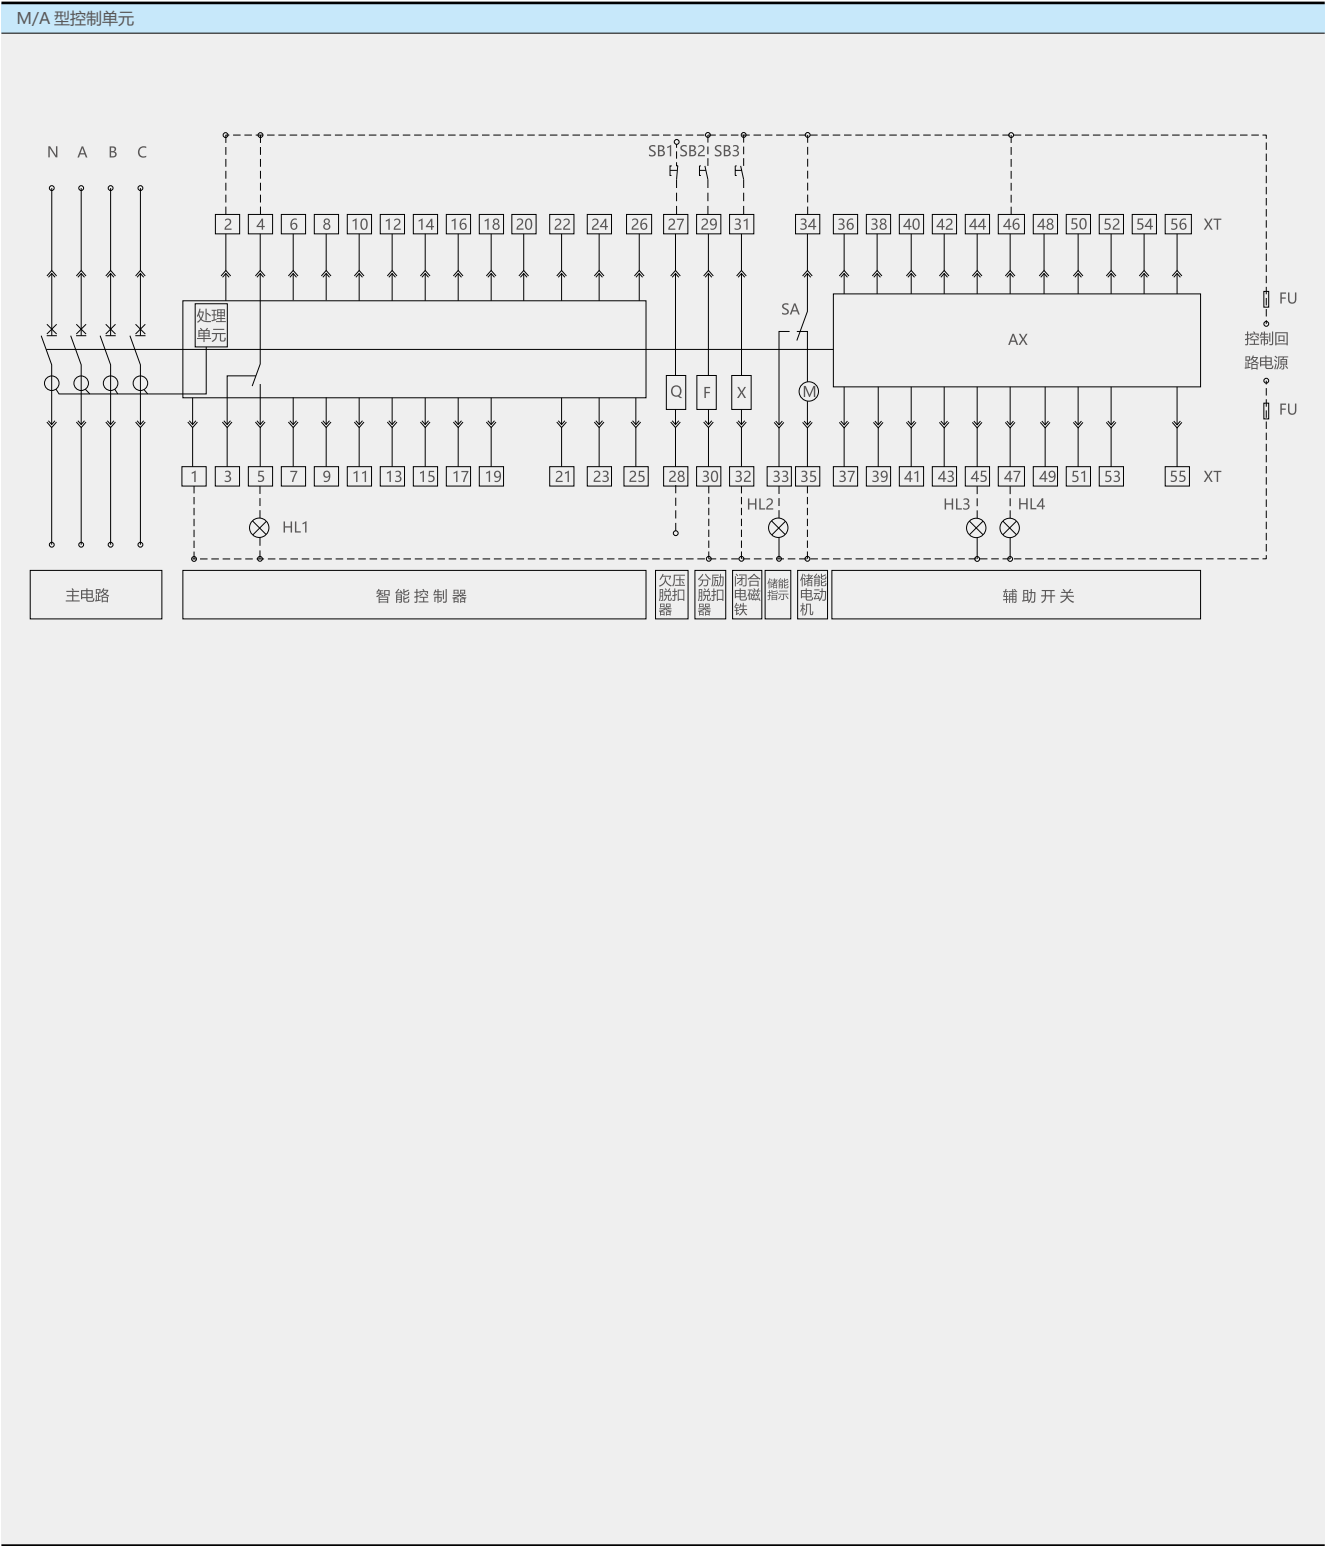 M/A 型控制单元
N A B C
SB1 SB2 SB3
2 4 6 8 10 12 14 16 18 20 22 24 26 27 29 31 34 36 38 40 42 44 46 48 50 52 54 56 XT
FU
SA
处理
单元
AX
控制回
路电源
Q F X M
FU
1 3 5 7 9 11 13 15 17 19 21 23 25 28 30 32 33 35 37 39 41 43 45 47 49 51 53 55 XT
HL1 HL2 HL3 HL4
主电路
智能控制器
欠压
脱扣
器
分励
脱扣
器
闭合
电磁
铁
储能
指示
储能
电动
机
辅助开关